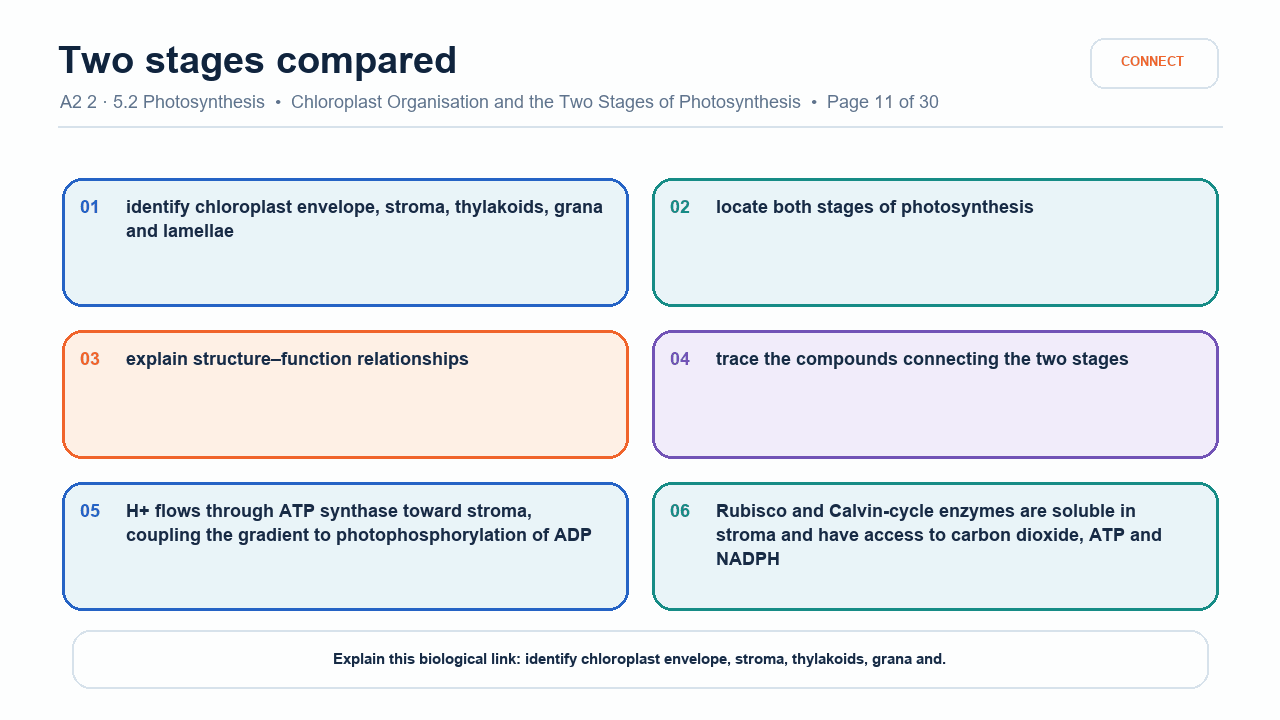 Two stages compared
CONNECT
A2 2 · 5.2 Photosynthesis • Chloroplast Organisation and the Two Stages of Photosynthesis • Page 11 of 30
01 identify chloroplast envelope, stroma, thylakoids, grana
and lamellae
02 locate both stages of photosynthesis
03 explain structure–function relationships
04 trace the compounds connecting the two stages
05 H+ flows through ATP synthase toward stroma,
coupling the gradient to photophosphorylation of ADP
06 Rubisco and Calvin-cycle enzymes are soluble in
stroma and have access to carbon dioxide, ATP and
NADPH
Explain this biological link: identify chloroplast envelope, stroma, thylakoids, grana and.